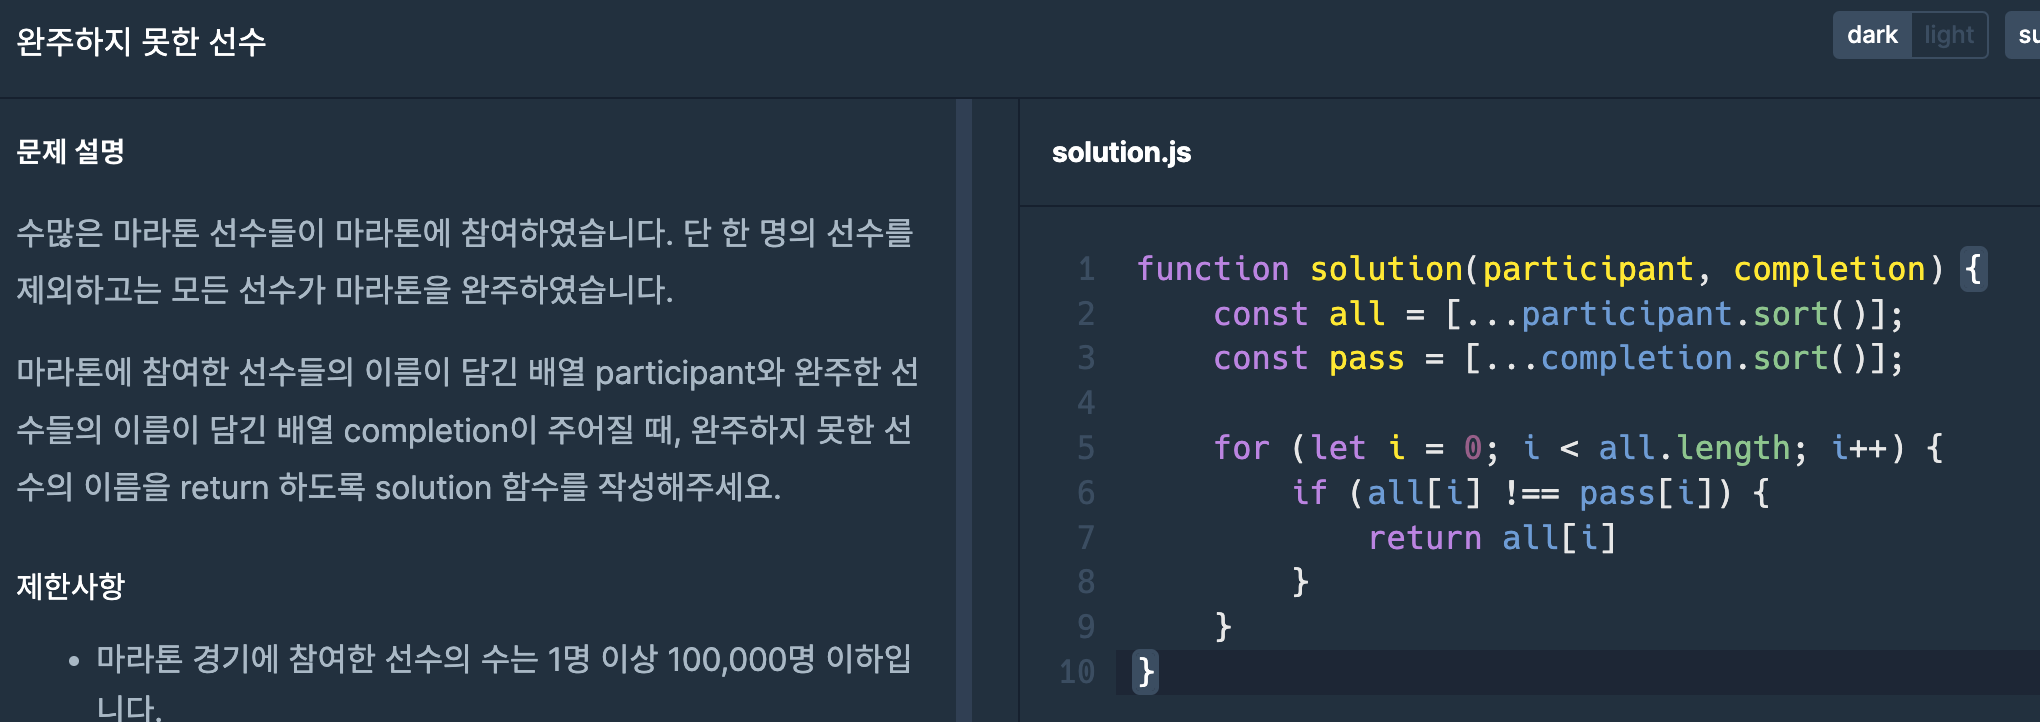 완주하지 못한 선수
dark light
문제 설명
수많은 마라톤 선수들이 마라톤에 참여하였습니다. 단 한 명의 선수를
제외하고는 모든 선수가 마라톤을 완주하였습니다.
마라톤에 참여한 선수들의 이름이 담긴 배열 participant와 완주한 선
수들의 이름이 담긴 배열 completion이 주어질 때, 완주하지 못한 선
수의 이름을 return 하도록 solution 함수를 작성해주세요.
제한사항
• 마라톤 경기에 참여한 선수의 수는 1명 이상 100,000명 이하입
니다.
solution.js
1 function solution(participant, completion) {
2     const all = [...participant.sort()];
3     const pass = [...completion.sort()];
4
5     for (let i = 0; i < all.length; i++) {
6         if (all[i] !== pass[i]) {
7             return all[i]
8         }
9     }
10 }